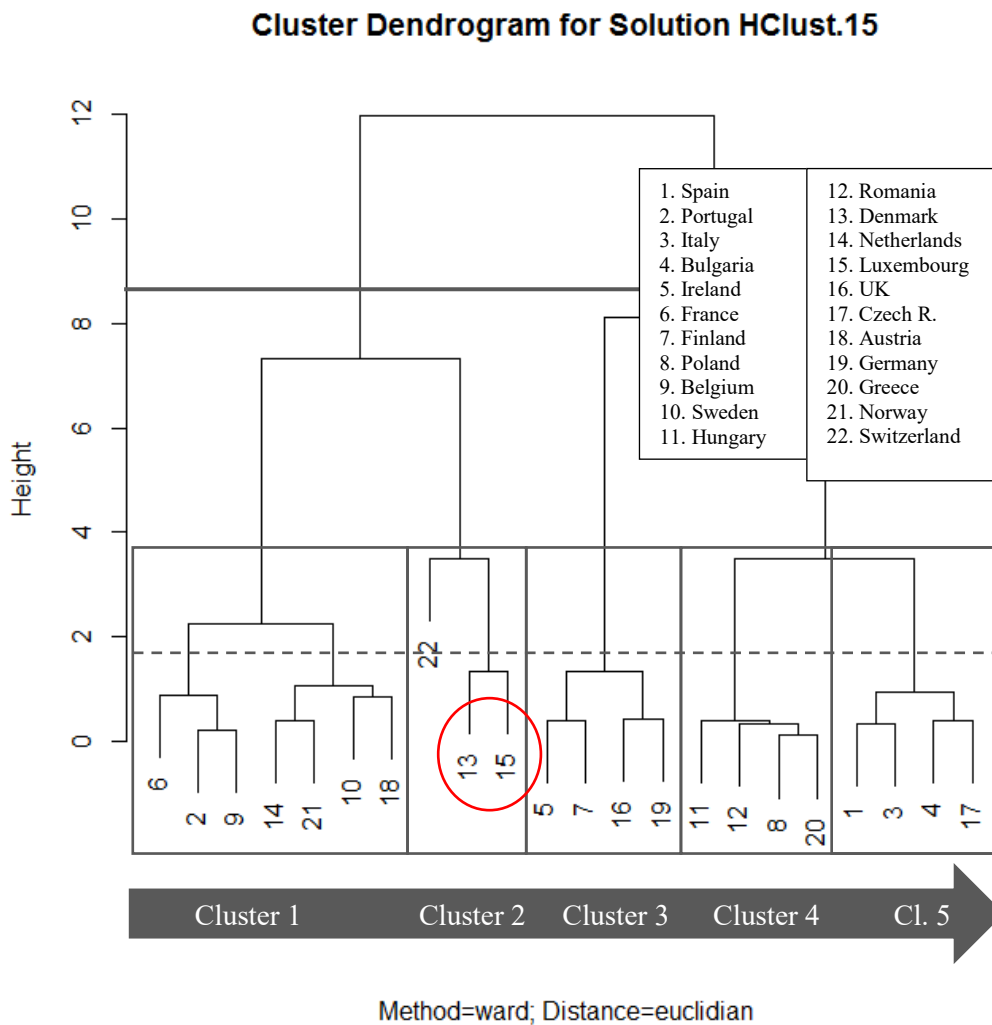 Cluster Dendrogram for Solution HClust.15
12
10
8
6
4
2
0
Height
1. Spain
2. Portugal
3. Italy
4. Bulgaria
5. Ireland
6. France
7. Finland
8. Poland
9. Belgium
10. Sweden
11. Hungary
12. Romania
13. Denmark
14. Netherlands
15. Luxembourg
16. UK
17. Czech R.
18. Austria
19. Germany
20. Greece
21. Norway
22. Switzerland
6
2
9
14
21
10
18
22
13
15
5
7
16
19
11
12
8
20
1
3
4
17
Cluster 1 Cluster 2 Cluster 3 Cluster 4 Cl. 5
Method=ward; Distance=euclidian